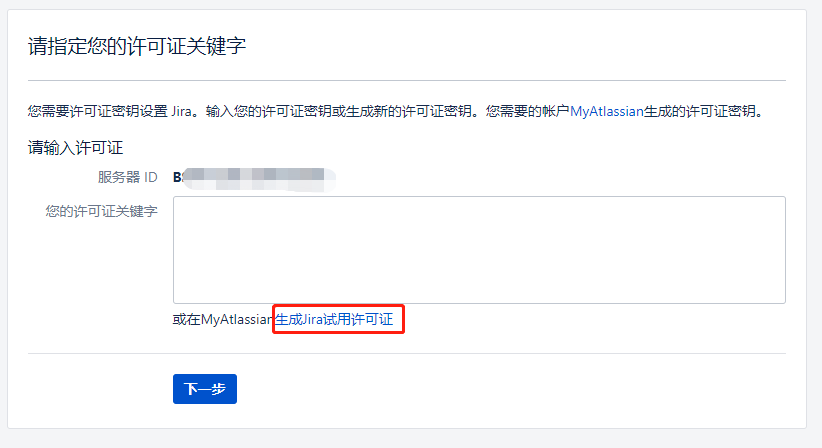 请指定您的许可证关键字
您需要许可证密钥设置 Jira。输入您的许可证密钥或生成新的许可证密钥。您需要的帐户MyAtlassian生成的许可证密钥。
请输入许可证
服务器 ID
您的许可证关键字
或在MyAtlassian生成Jira试用许可证
下一步